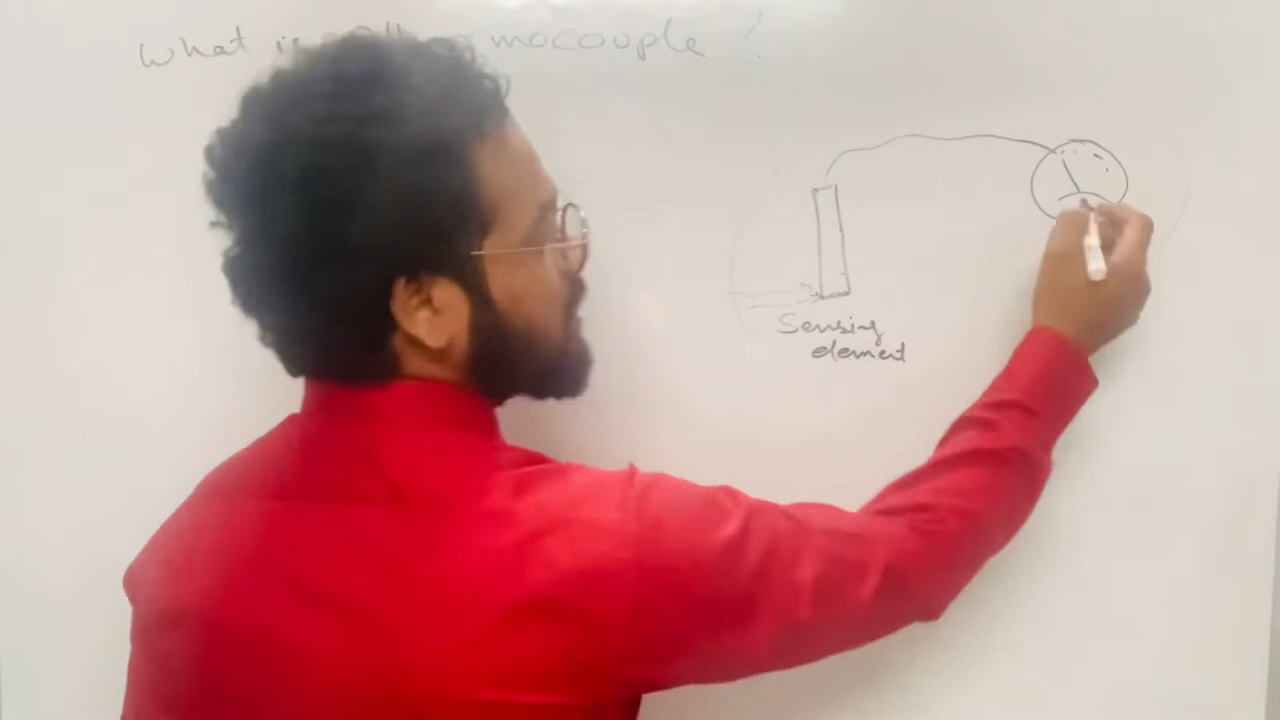 What is mocouple ?
Sensing
element